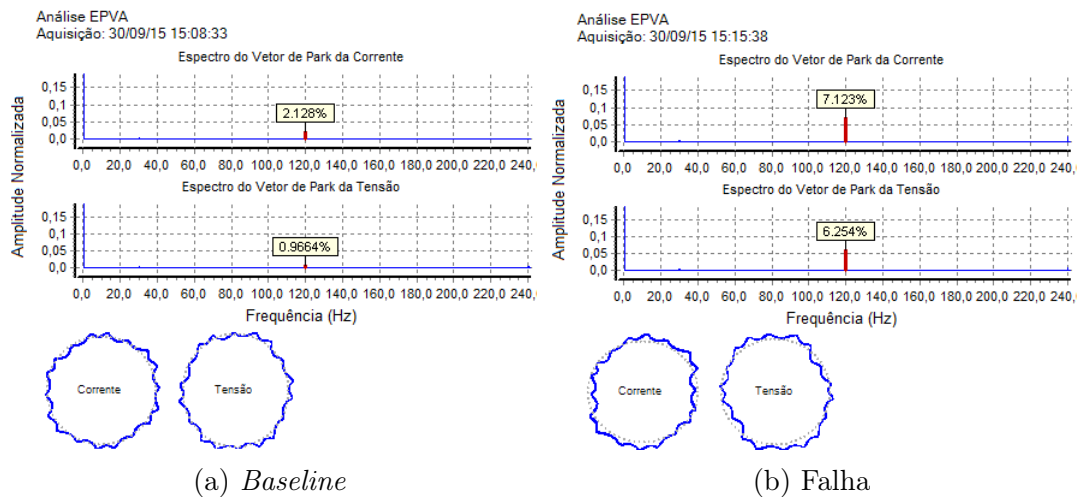 Análise EPVA
Aquisição: 30/09/15 15:08:33
Espectro do Vetor de Park da Corrente
0,15
0,1
0,05
0,0
2.128%
0,0 20,0 40,0 60,0 80,0 100,0 120,0 140,0 160,0 180,0 200,0 220,0 240,
Espectro do Vetor de Park da Tensão
0,15
0,1
0,05
0,0
0.9664%
0,0 20,0 40,0 60,0 80,0 100,0 120,0 140,0 160,0 180,0 200,0 220,0 240,
Amplitude Normalizada
Frequência (Hz)
Corrente
Tensão
(a) Baseline
Análise EPVA
Aquisição: 30/09/15 15:15:38
Espectro do Vetor de Park da Corrente
0,15
0,1
0,05
0,0
7.123%
0,0 20,0 40,0 60,0 80,0 100,0 120,0 140,0 160,0 180,0 200,0 220,0 240,
Espectro do Vetor de Park da Tensão
0,15
0,1
0,05
0,0
6.254%
0,0 20,0 40,0 60,0 80,0 100,0 120,0 140,0 160,0 180,0 200,0 220,0 240,
Amplitude Normalizada
Frequência (Hz)
Corrente
Tensão
(b) Falha